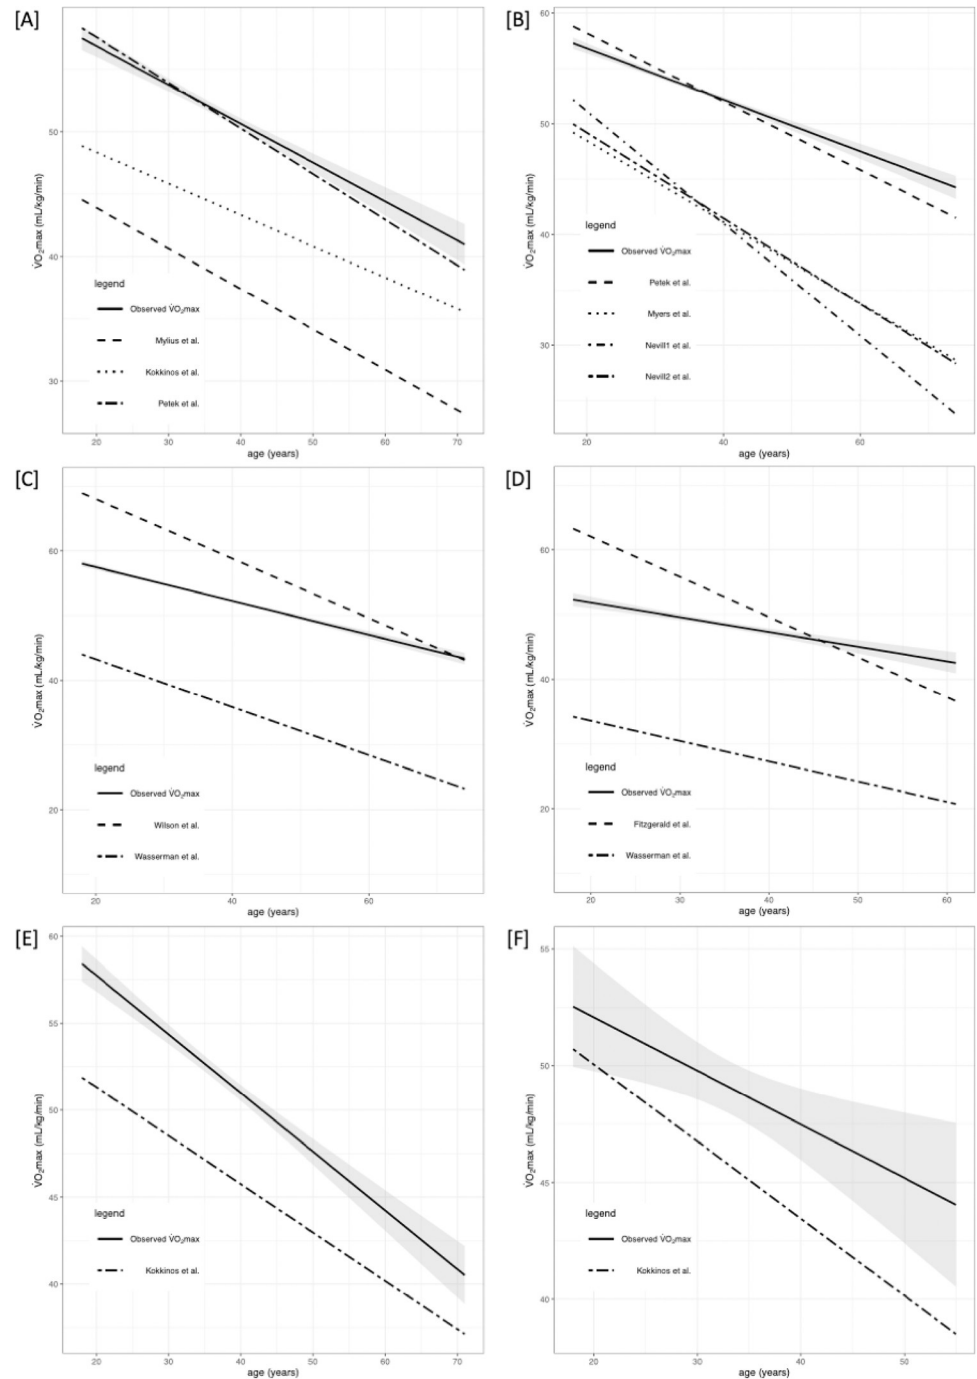 [A]
V̇O₂max (mL/kg/min)
50
40
30
legend
Observed V̇O₂max
Mylius et al.
Kokkinos et al.
Petek et al.
20 30 40 50 60 70
age (years)
[B]
V̇O₂max (mL/kg/min)
60
50
40
30
legend
Observed V̇O₂max
Petek et al.
Myers et al.
Nevill1 et al.
Nevill2 et al.
20 40 60
age (years)
[C]
V̇O₂max (mL/kg/min)
60
40
20
legend
Observed V̇O₂max
Wilson et al.
Wasserman et al.
20 40 60
age (years)
[D]
V̇O₂max (mL/kg/min)
60
40
20
legend
Observed V̇O₂max
Fitzgerald et al.
Wasserman et al.
20 30 40 50 60
age (years)
[E]
V̇O₂max (mL/kg/min)
60
55
50
45
40
legend
Observed V̇O₂max
Kokkinos et al.
20 30 40 50 60 70
age (years)
[F]
V̇O₂max (mL/kg/min)
55
50
45
40
legend
Observed V̇O₂max
Kokkinos et al.
20 30 40 50
age (years)